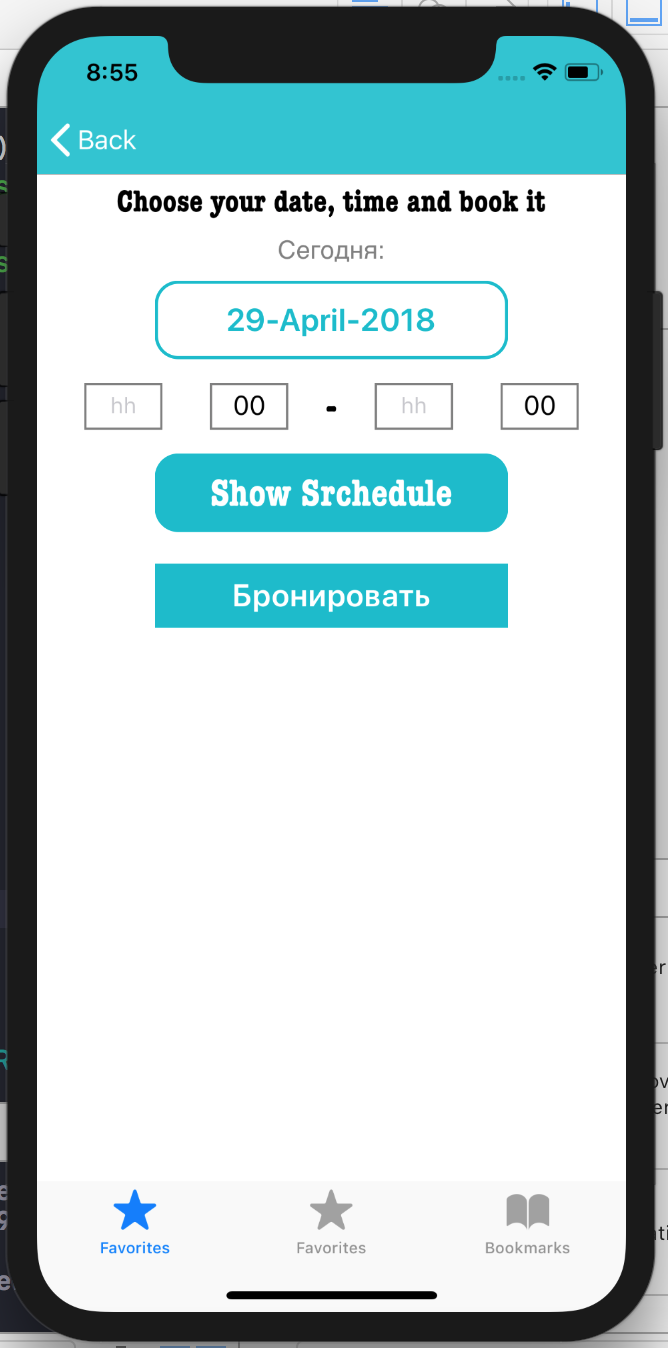 8:55
Back
Choose your date, time and book it
Сегодня:
29-April-2018
hh 00 - hh 00
Show Srchedule
Бронировать
Favorites Favorites Bookmarks